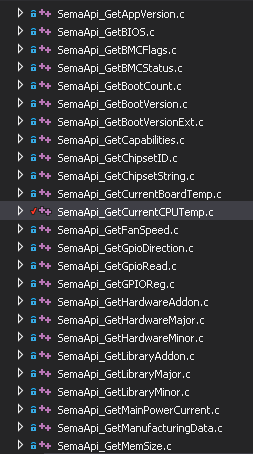 SemaApi_GetAppVersion.c
SemaApi_GetBIOS.c
SemaApi_GetBMCFlags.c
SemaApi_GetBMCStatus.c
SemaApi_GetBootCount.c
SemaApi_GetBootVersion.c
SemaApi_GetBootVersionExt.c
SemaApi_GetCapabilities.c
SemaApi_GetChipsetID.c
SemaApi_GetChipsetString.c
SemaApi_GetCurrentBoardTemp.c
SemaApi_GetCurrentCPUTemp.c
SemaApi_GetFanSpeed.c
SemaApi_GetGpioDirection.c
SemaApi_GetGpioRead.c
SemaApi_GetGPIOReg.c
SemaApi_GetHardwareAddon.c
SemaApi_GetHardwareMajor.c
SemaApi_GetHardwareMinor.c
SemaApi_GetLibraryAddon.c
SemaApi_GetLibraryMajor.c
SemaApi_GetLibraryMinor.c
SemaApi_GetMainPowerCurrent.c
SemaApi_GetManufacturingData.c
SemaApi_GetMemSize.c